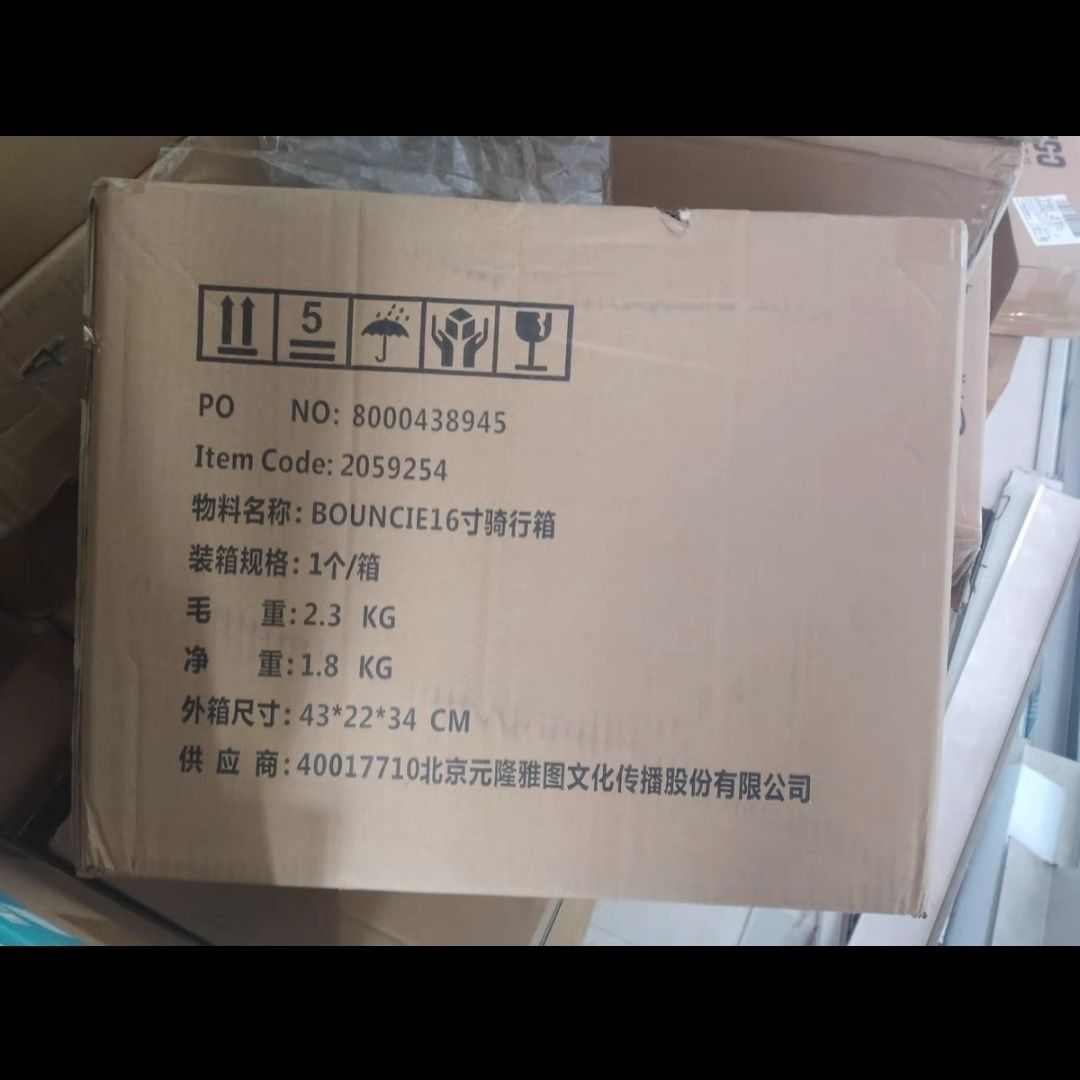 5
PO NO: 8000438945
Item Code: 2059254
物料名称: BOUNCIE16寸骑行箱
装箱规格: 1个/箱
毛 重: 2.3 KG
净 重: 1.8 KG
外箱尺寸: 43*22*34 CM
供 应 商: 40017710北京元隆雅图文化传播股份有限公司